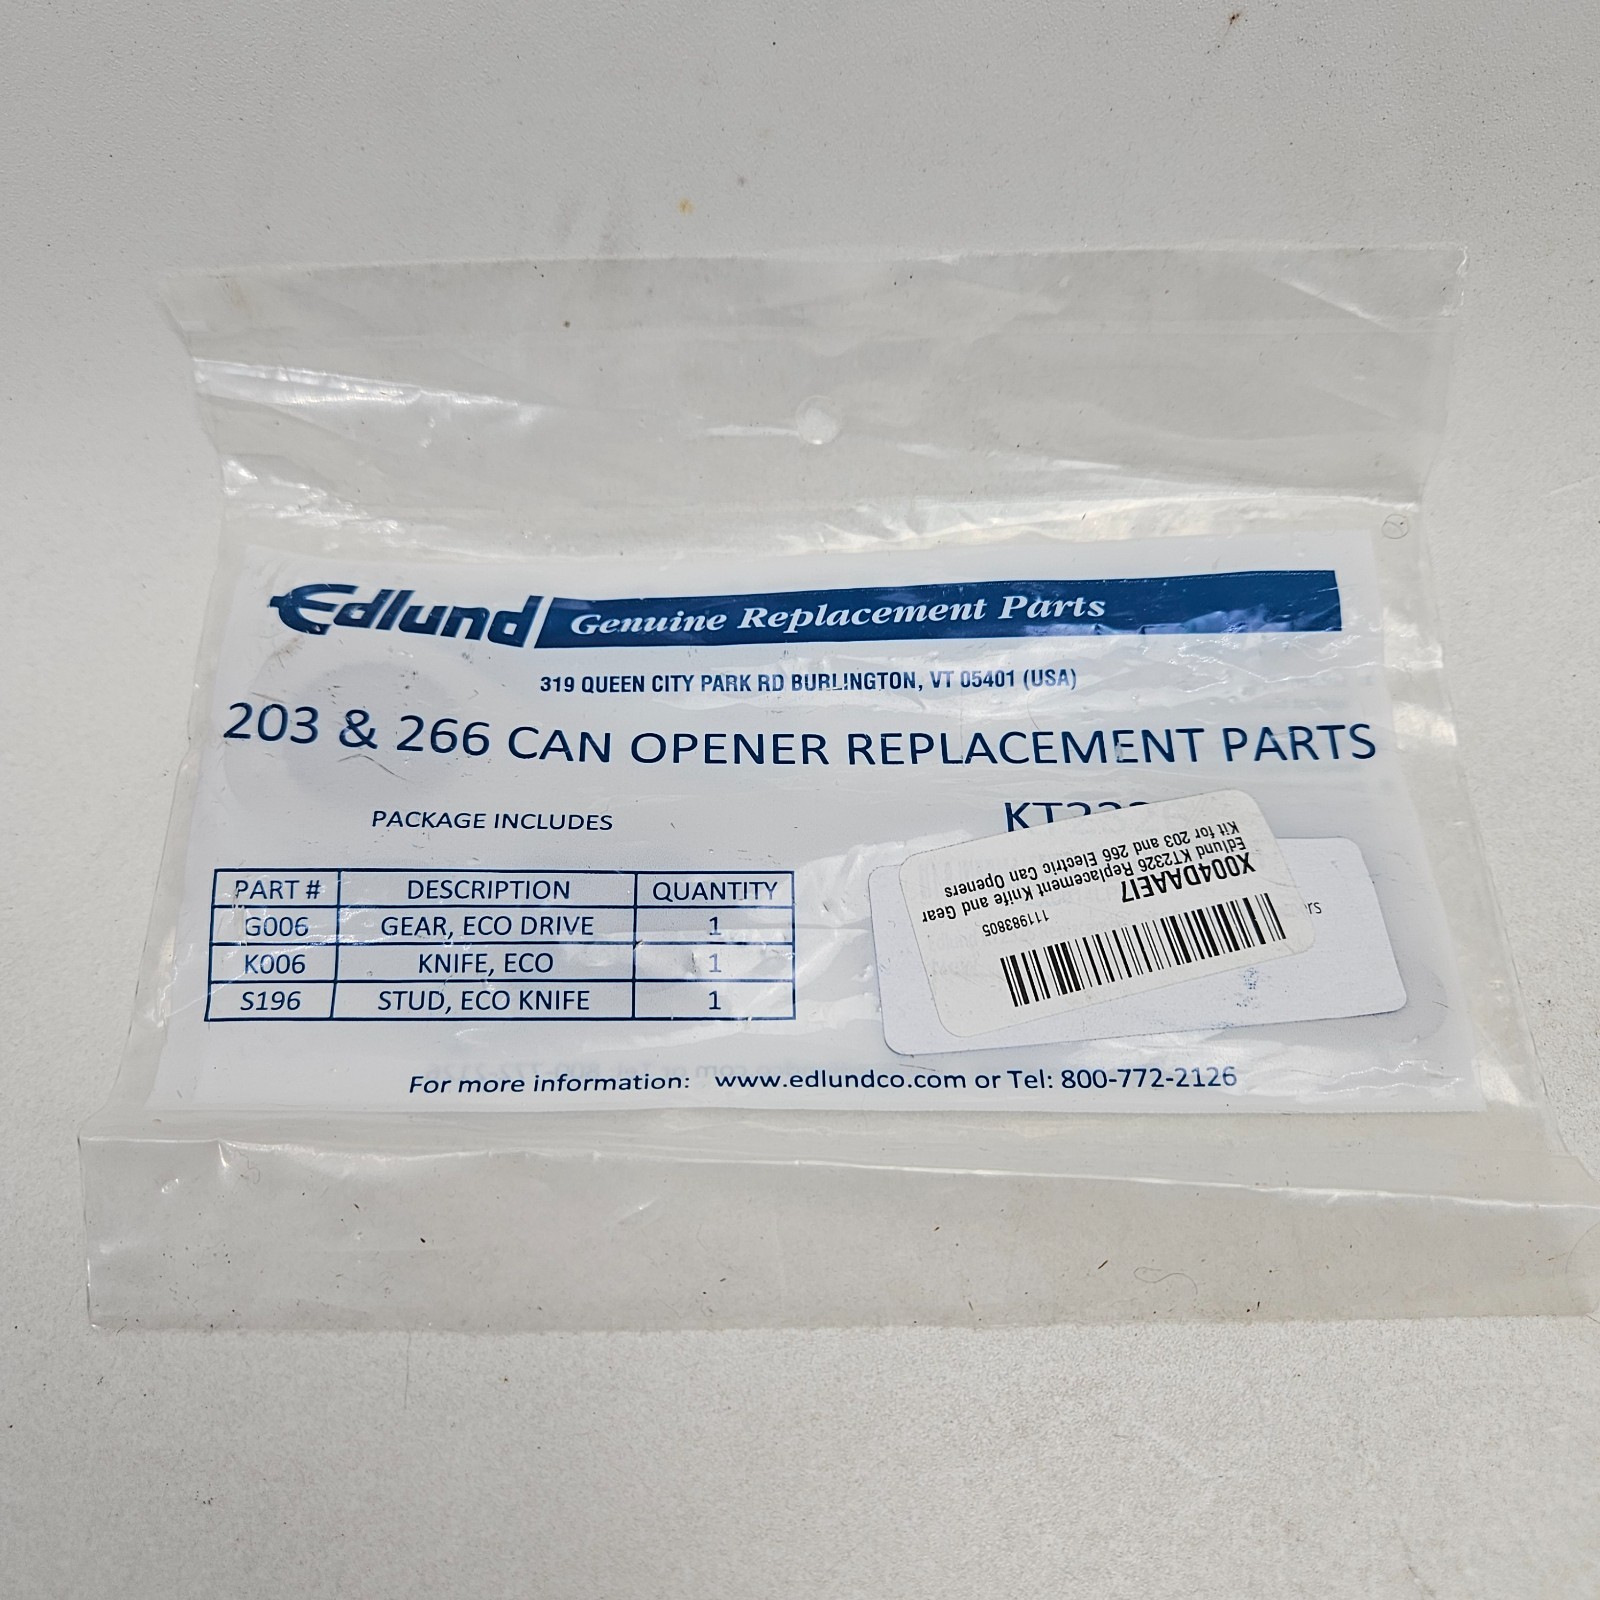 Edlund Genuine Replacement Parts
319 QUEEN CITY PARK RD BURLINGTON, VT 05401 (USA)
203 & 266 CAN OPENER REPLACEMENT PARTS
PACKAGE INCLUDES
PART # DESCRIPTION QUANTITY
G006 GEAR, ECO DRIVE 1
K006 KNIFE, ECO 1
S196 STUD, ECO KNIFE 1
111983805
X004DAAEI7
Edlund KT2326 Replacement Knife and Gear
Kit for 203 and 266 Electric Can Openers
For more information: www.edlundco.com or Tel: 800-772-2126